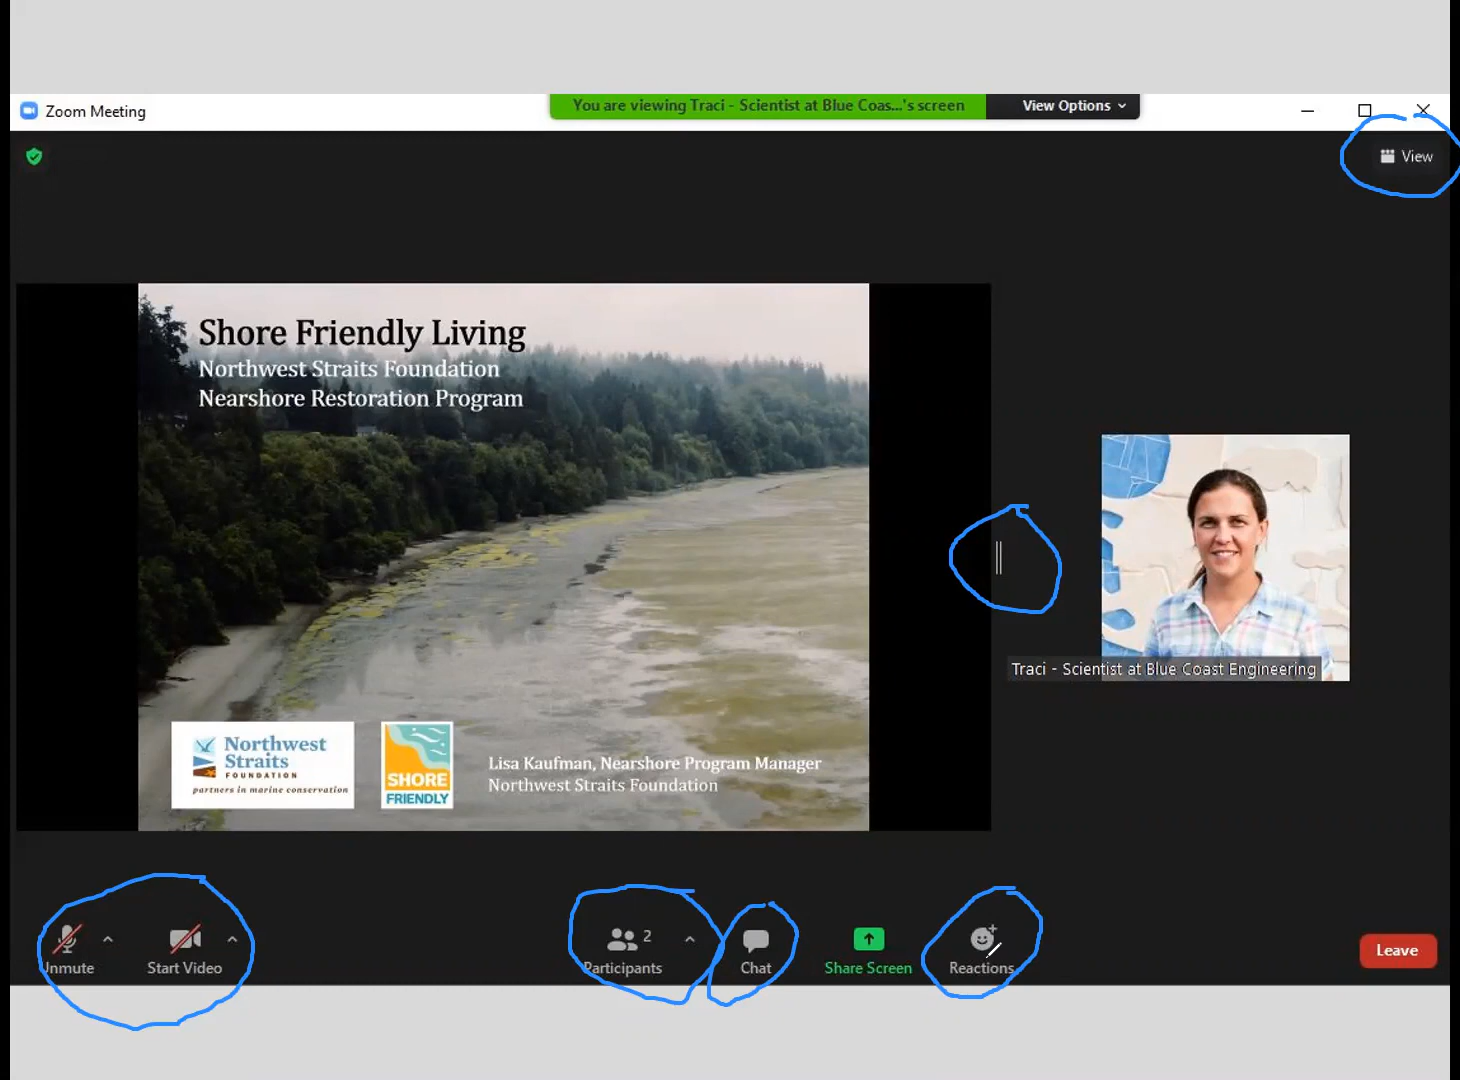 Zoom Meeting
You are viewing Traci - Scientist at Blue Coas...'s screen
View Options
View
Shore Friendly Living
Northwest Straits Foundation
Nearshore Restoration Program
Traci - Scientist at Blue Coast Engineering
Northwest
Straits
FOUNDATION
partners in marine conservation
SHORE
FRIENDLY
Lisa Kaufman, Nearshore Program Manager
Northwest Straits Foundation
Unmute
Start Video
Participants
2
Chat
Share Screen
Reactions
Leave